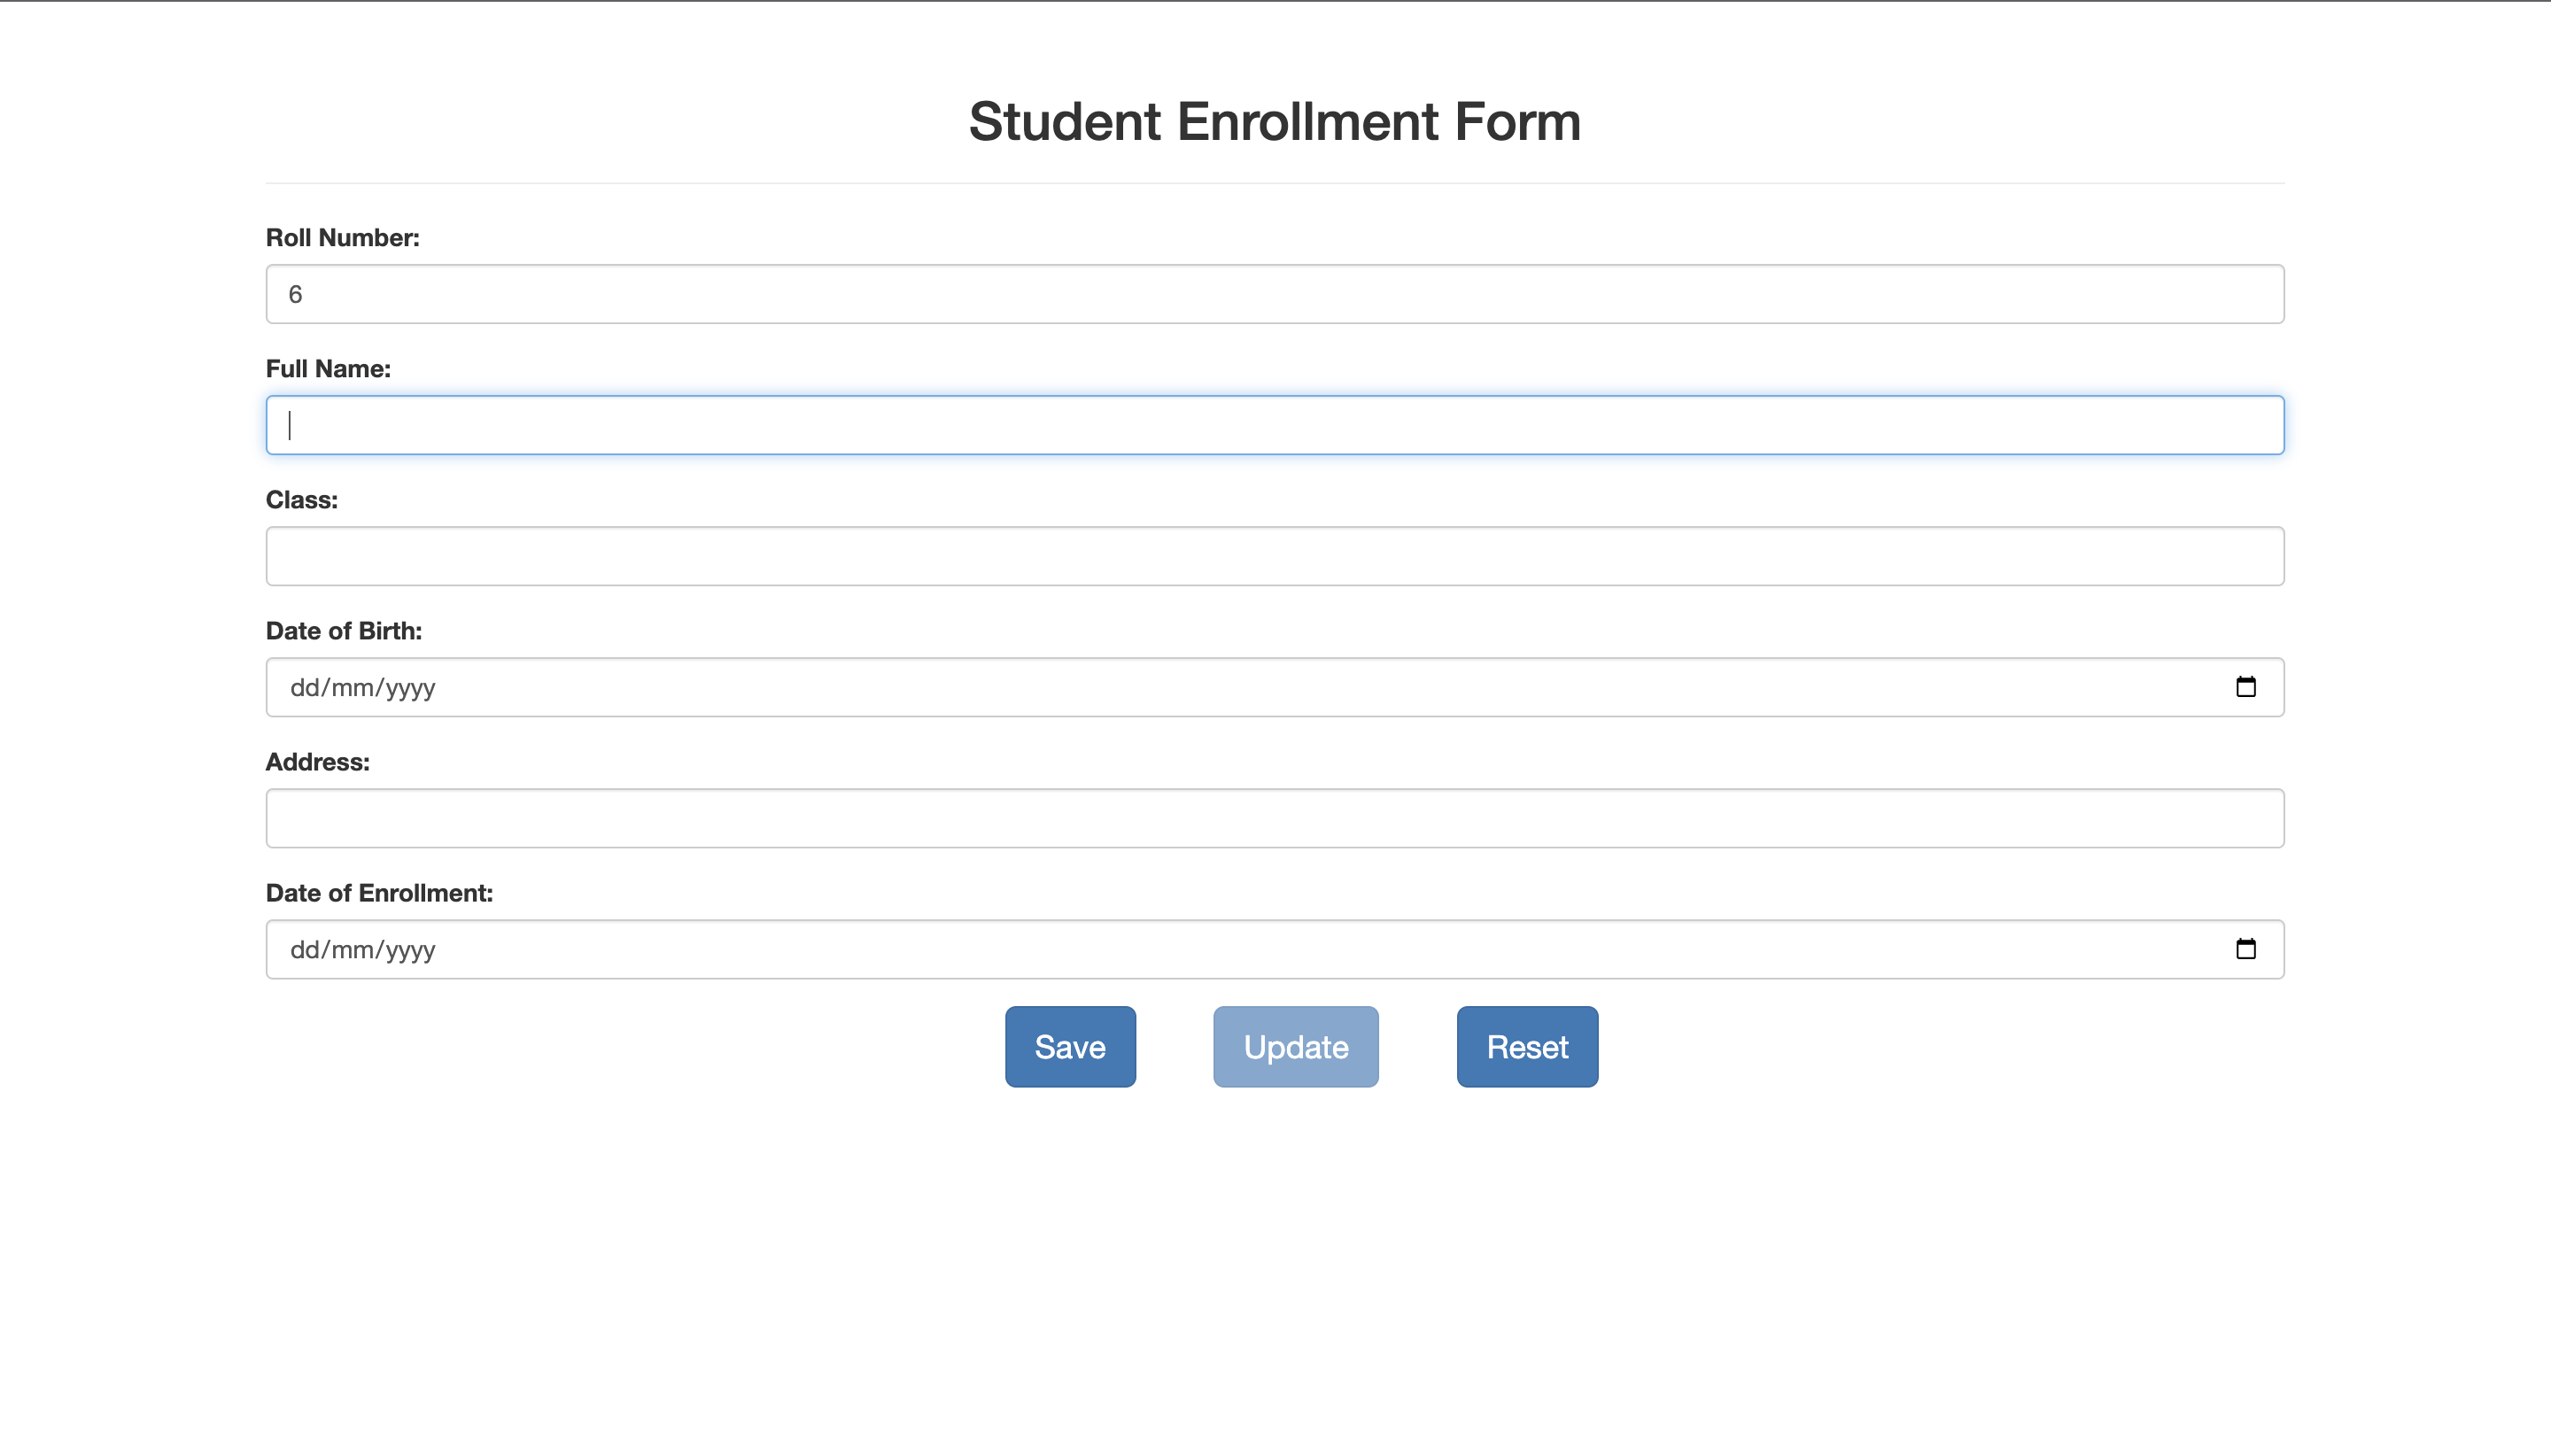 Student Enrollment Form
Roll Number:
6
Full Name:
Class:
Date of Birth:
dd/mm/yyyy
Address:
Date of Enrollment:
dd/mm/yyyy
Save Update Reset